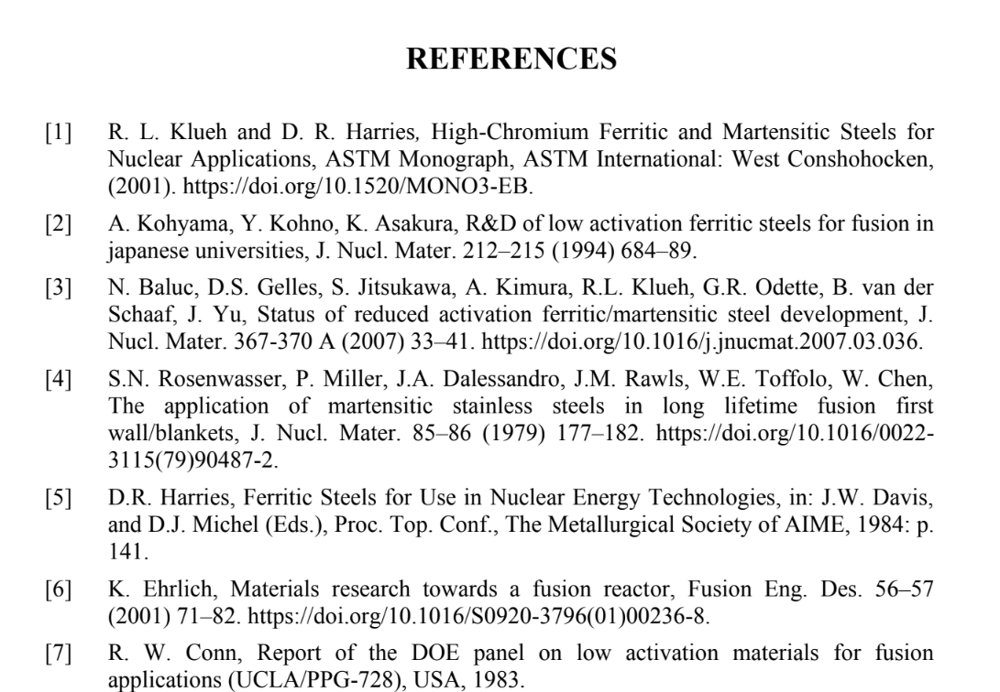 REFERENCES
[1] R. L. Klueh and D. R. Harries, High-Chromium Ferritic and Martensitic Steels for
Nuclear Applications, ASTM Monograph, ASTM International: West Conshohocken,
(2001). https://doi.org/10.1520/MONO3-EB.
[2] A. Kohyama, Y. Kohno, K. Asakura, R&D of low activation ferritic steels for fusion in
japanese universities, J. Nucl. Mater. 212–215 (1994) 684–89.
[3] N. Baluc, D.S. Gelles, S. Jitsukawa, A. Kimura, R.L. Klueh, G.R. Odette, B. van der
Schaaf, J. Yu, Status of reduced activation ferritic/martensitic steel development, J.
Nucl. Mater. 367-370 A (2007) 33–41. https://doi.org/10.1016/j.jnucmat.2007.03.036.
[4] S.N. Rosenwasser, P. Miller, J.A. Dalessandro, J.M. Rawls, W.E. Toffolo, W. Chen,
The application of martensitic stainless steels in long lifetime fusion first
wall/blankets, J. Nucl. Mater. 85–86 (1979) 177–182. https://doi.org/10.1016/0022-
3115(79)90487-2.
[5] D.R. Harries, Ferritic Steels for Use in Nuclear Energy Technologies, in: J.W. Davis,
and D.J. Michel (Eds.), Proc. Top. Conf., The Metallurgical Society of AIME, 1984: p.
141.
[6] K. Ehrlich, Materials research towards a fusion reactor, Fusion Eng. Des. 56–57
(2001) 71–82. https://doi.org/10.1016/S0920-3796(01)00236-8.
[7] R. W. Conn, Report of the DOE panel on low activation materials for fusion
applications (UCLA/PPG-728), USA, 1983.